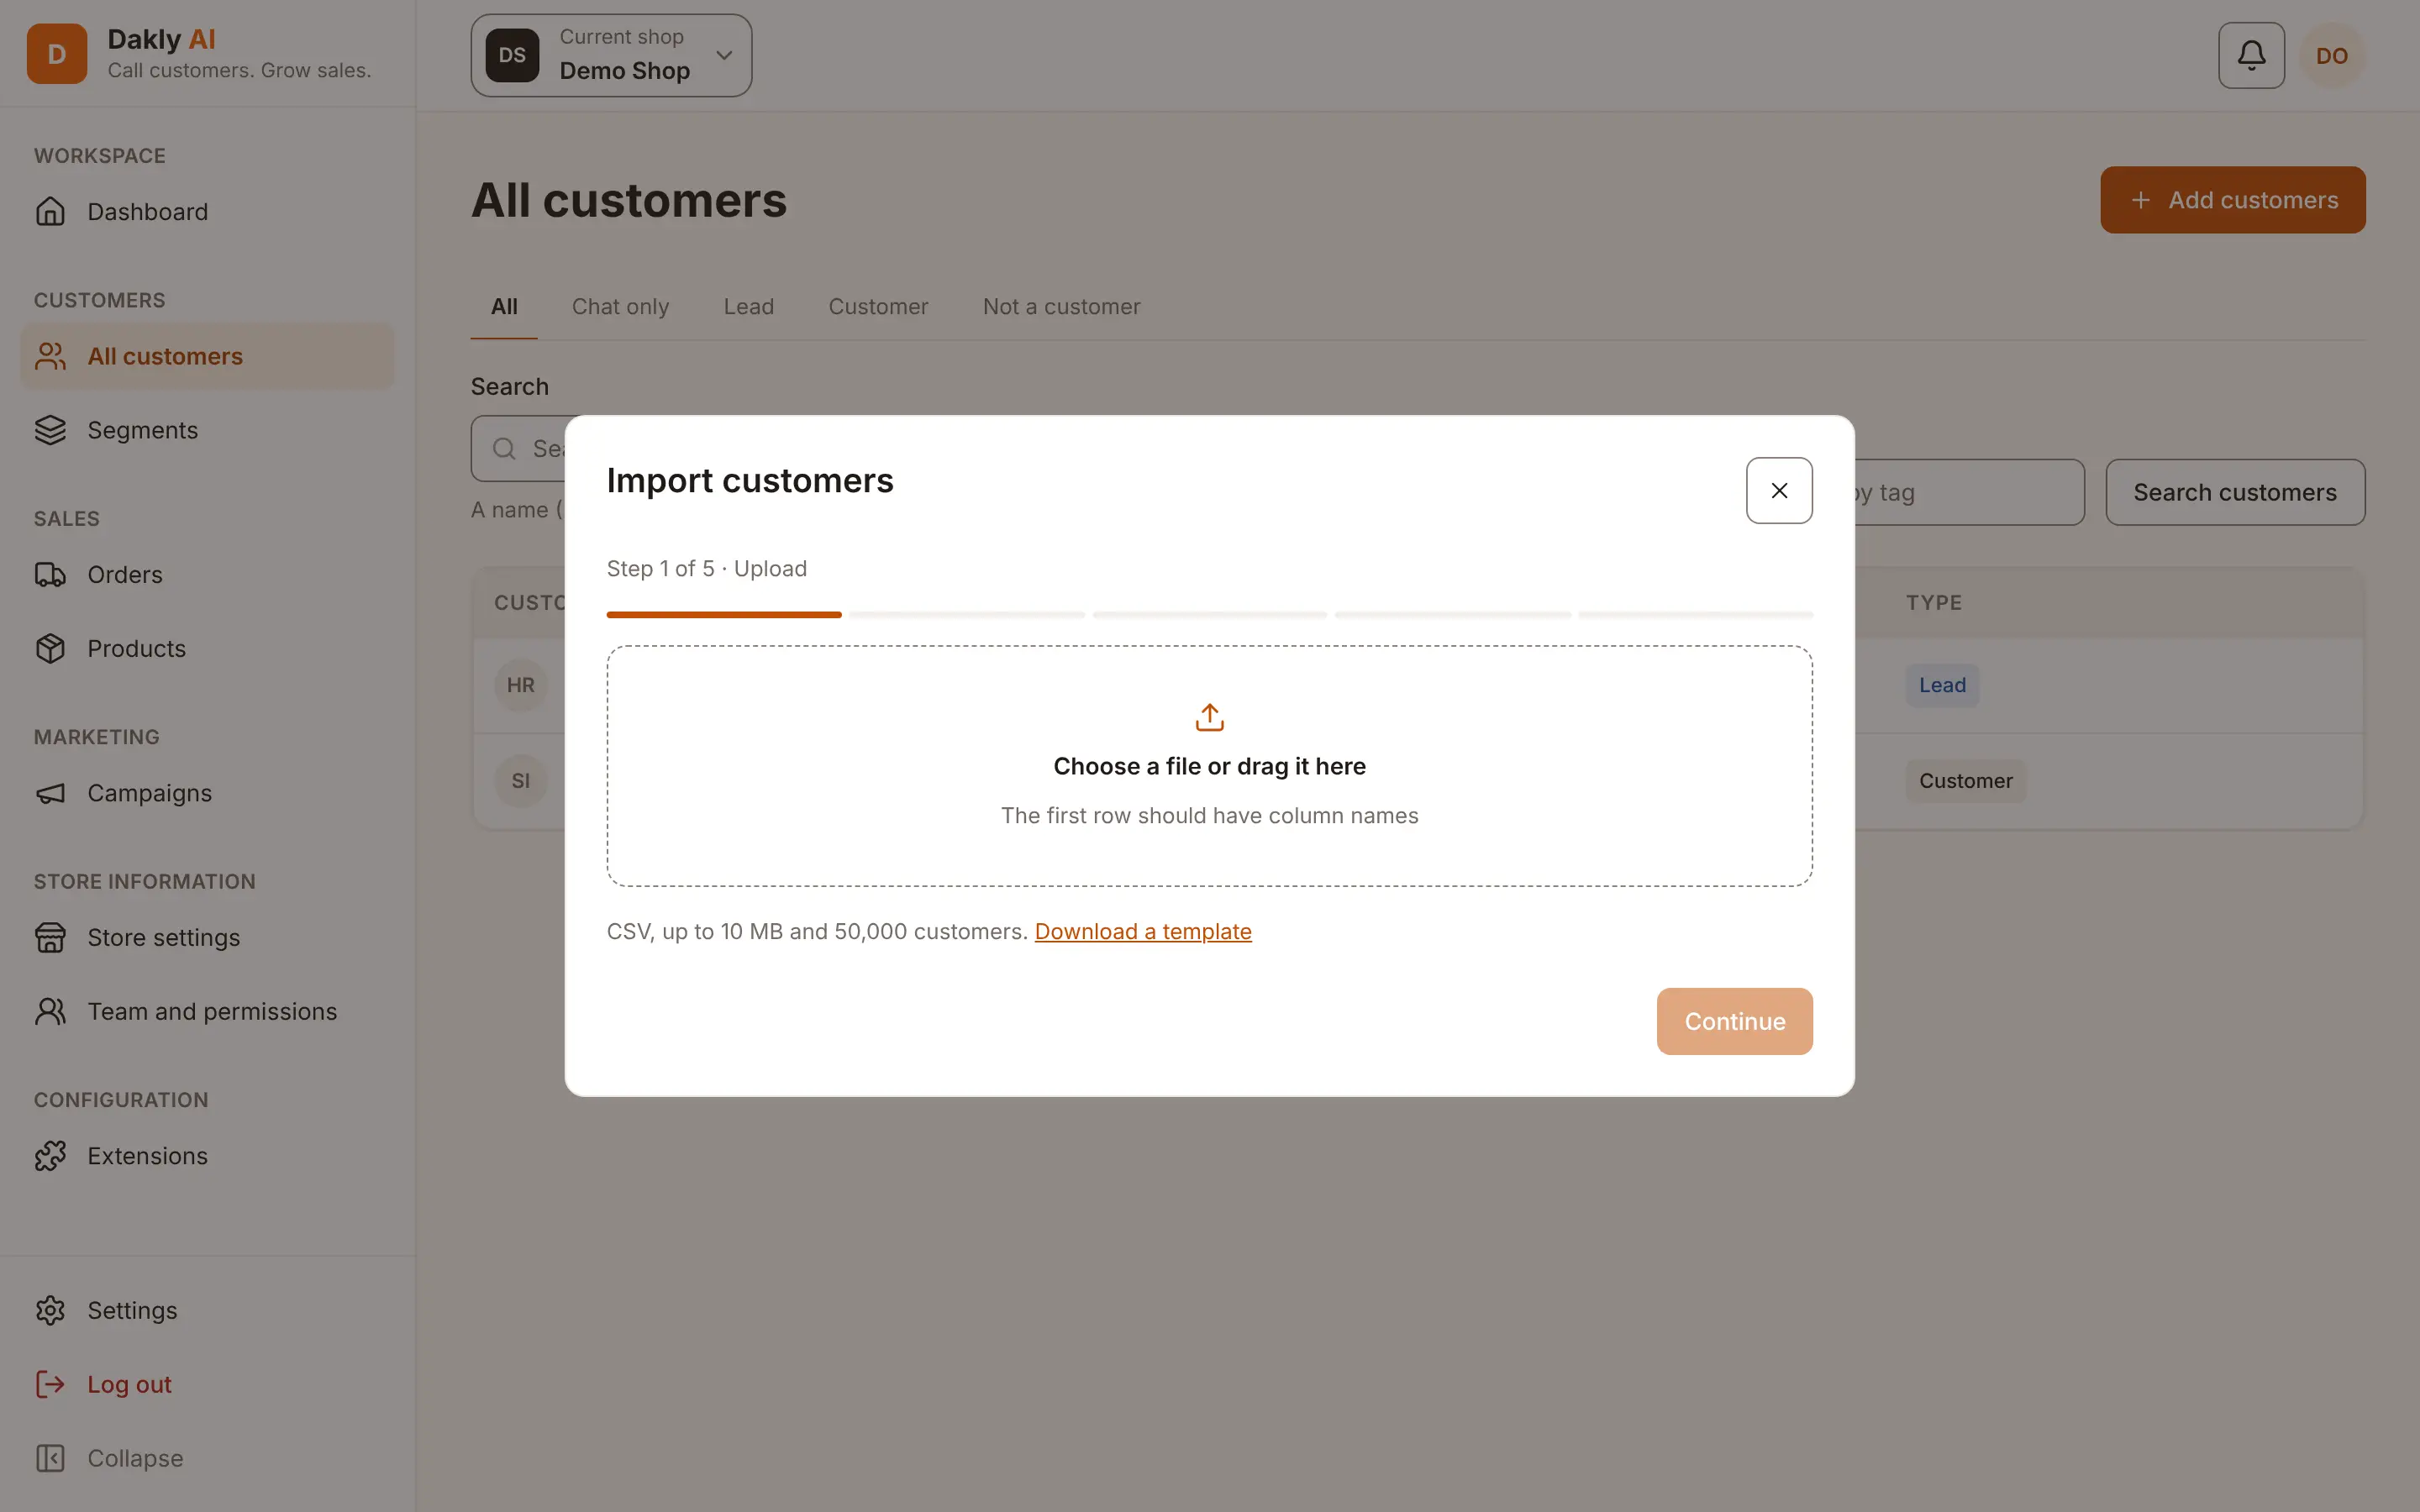 D
Dakly AI
Call customers. Grow sales.
DS
Current shop
Demo Shop
DO
WORKSPACE
Dashboard
CUSTOMERS
All customers
Segments
SALES
Orders
Products
MARKETING
Campaigns
STORE INFORMATION
Store settings
Team and permissions
CONFIGURATION
Extensions
Settings
Log out
Collapse
All customers
+ Add customers
All
Chat only
Lead
Customer
Not a customer
Search
A name (
by tag
Search customers
TYPE
HR
Lead
SI
Customer
Import customers
Step 1 of 5 · Upload
Choose a file or drag it here
The first row should have column names
CSV, up to 10 MB and 50,000 customers. Download a template
Continue